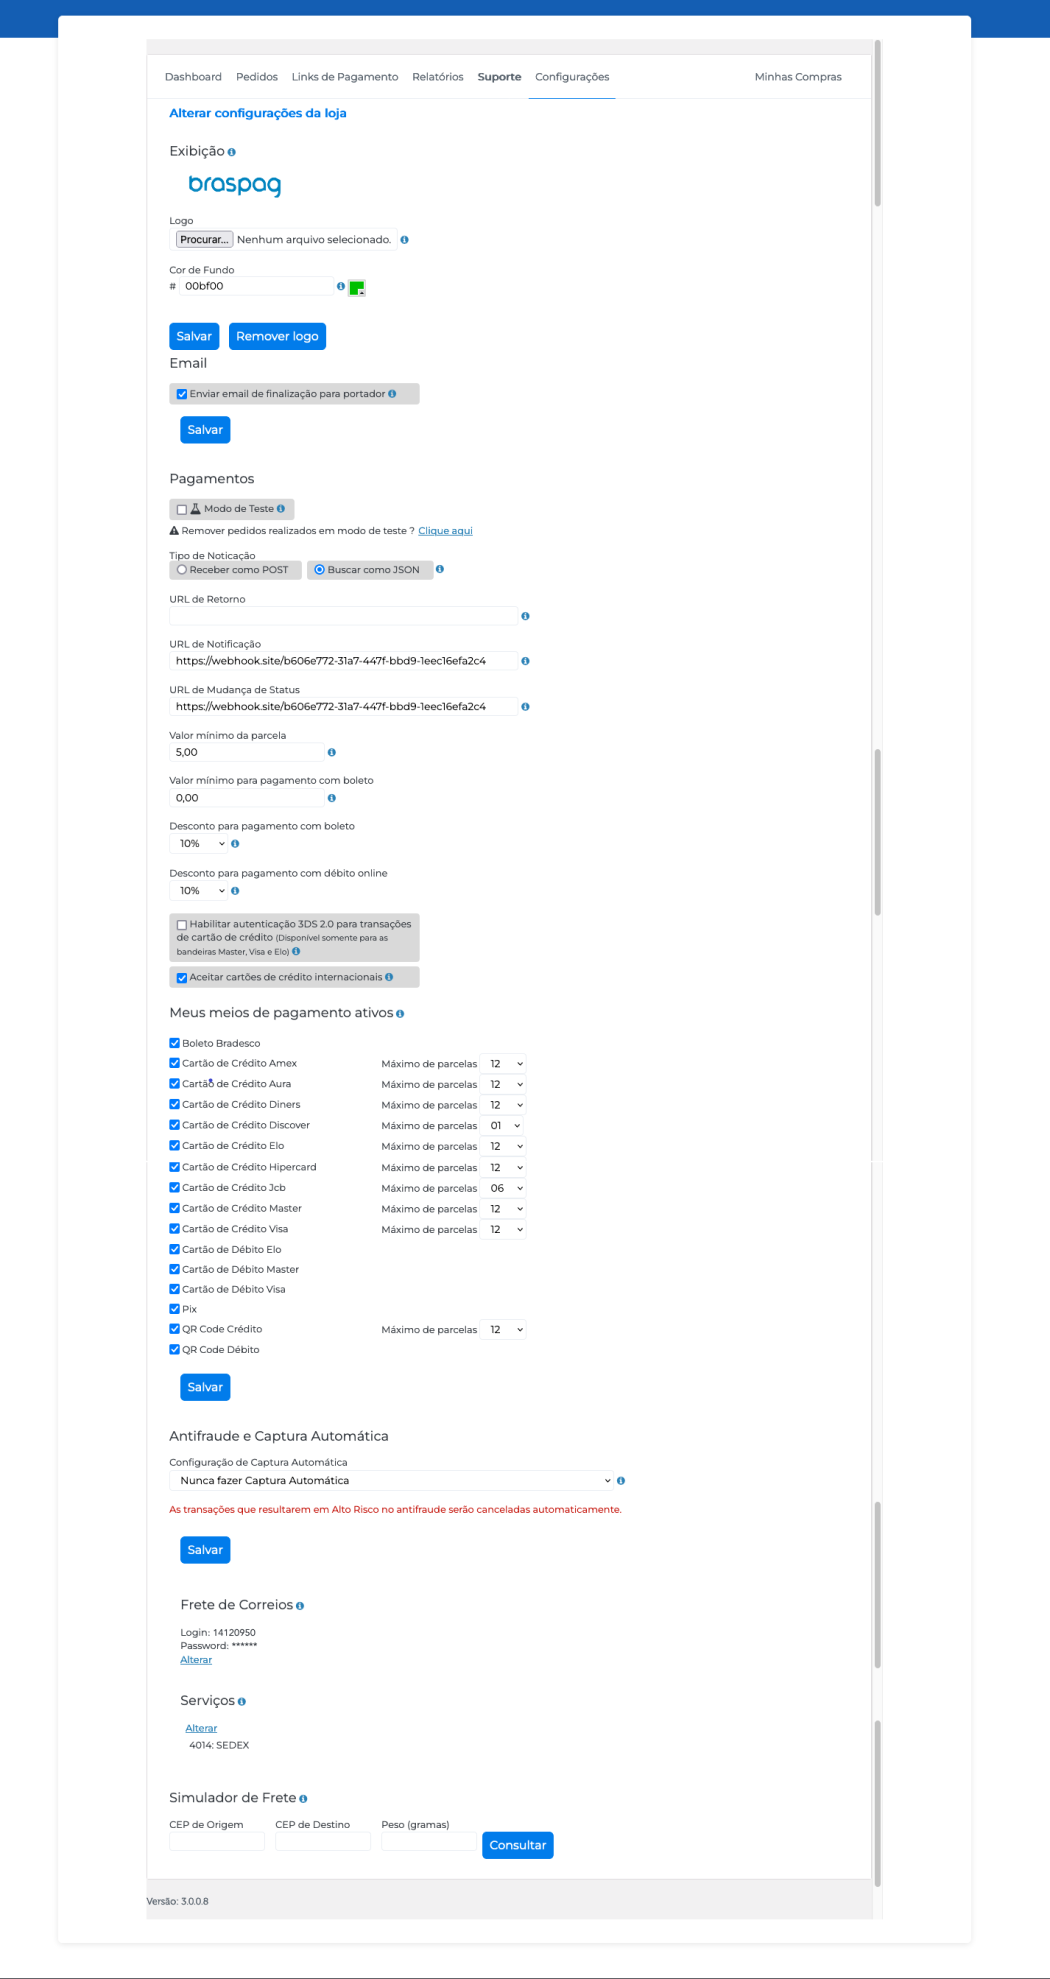 Dashboard Pedidos Links de Pagamento Relatórios Suporte Configurações Minhas Compras
Alterar configurações da loja
Exibição
braspag
Logo
Procurar... Nenhum arquivo selecionado.
Cor de Fundo
# 00bf00
Salvar Remover logo
Email
Enviar email de finalização para portador
Salvar
Pagamentos
Modo de Teste
Remover pedidos realizados em modo de teste ? Clique aqui
Tipo de Noticação
Receber como POST Buscar como JSON
URL de Retorno
URL de Notificação
https://webhook.site/b606e772-31a7-447f-bbd9-1eec16efa2c4
URL de Mudança de Status
https://webhook.site/b606e772-31a7-447f-bbd9-1eec16efa2c4
Valor mínimo da parcela
5,00
Valor mínimo para pagamento com boleto
0,00
Desconto para pagamento com boleto
10%
Desconto para pagamento com débito online
10%
Habilitar autenticação 3DS 2.0 para transações
de cartão de crédito (Disponível somente para as
bandeiras Master, Visa e Elo)
Aceitar cartões de crédito internacionais
Meus meios de pagamento ativos
Boleto Bradesco
Cartão de Crédito Amex Máximo de parcelas 12
Cartão de Crédito Aura Máximo de parcelas 12
Cartão de Crédito Diners Máximo de parcelas 12
Cartão de Crédito Discover Máximo de parcelas 01
Cartão de Crédito Elo Máximo de parcelas 12
Cartão de Crédito Hipercard Máximo de parcelas 12
Cartão de Crédito Jcb Máximo de parcelas 06
Cartão de Crédito Master Máximo de parcelas 12
Cartão de Crédito Visa Máximo de parcelas 12
Cartão de Débito Elo
Cartão de Débito Master
Cartão de Débito Visa
Pix
QR Code Crédito Máximo de parcelas 12
QR Code Débito
Salvar
Antifraude e Captura Automática
Configuração de Captura Automática
Nunca fazer Captura Automática
As transações que resultarem em Alto Risco no antifraude serão canceladas automaticamente.
Salvar
Frete de Correios
Login: 14120950
Password: ******
Alterar
Serviços
Alterar
4014: SEDEX
Simulador de Frete
CEP de Origem CEP de Destino Peso (gramas)
Consultar
Versão: 3.0.0.8